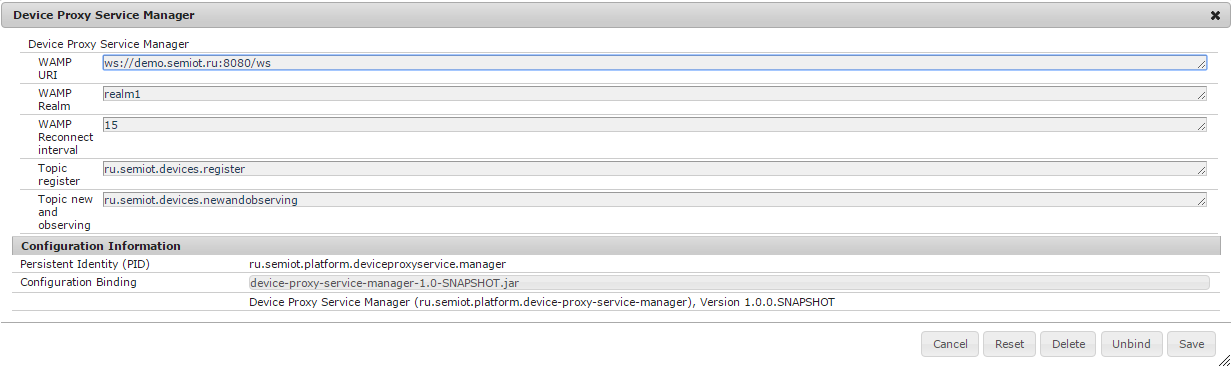 Device Proxy Service Manager
Device Proxy Service Manager
WAMP
URI
ws://demo.semiot.ru:8080/ws
WAMP
Realm
realm1
WAMP
Reconnect
interval
15
Topic
register
ru.semiot.devices.register
Topic new
and
observing
ru.semiot.devices.newandobserving
Configuration Information
Persistent Identity (PID)
ru.semiot.platform.deviceproxyservice.manager
Configuration Binding
device-proxy-service-manager-1.0-SNAPSHOT.jar
Device Proxy Service Manager (ru.semiot.platform.device-proxy-service-manager), Version 1.0.0.SNAPSHOT
Cancel Reset Delete Unbind Save